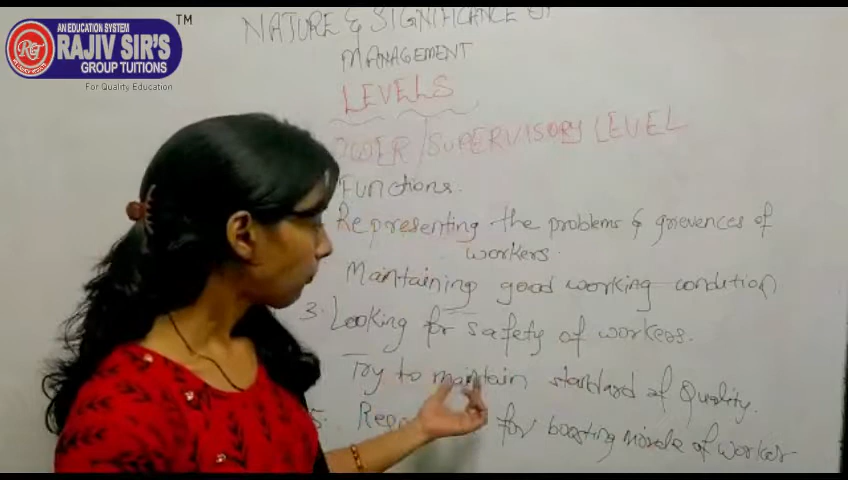 TM
AN EDUCATION SYSTEM
RAJIV SIR'S
GROUP TUITIONS
For Quality Education
NATURE & SIGNIFICANCE OF
MANAGEMENT
LEVELS
/SUPERVISORY LEVEL
Functions.
Representing the problems & grievences of
workers.
Maintaining good working condition
3. Looking for safety of workers.
Try to maintain standard of Quality.
5. for boosting morale of worker